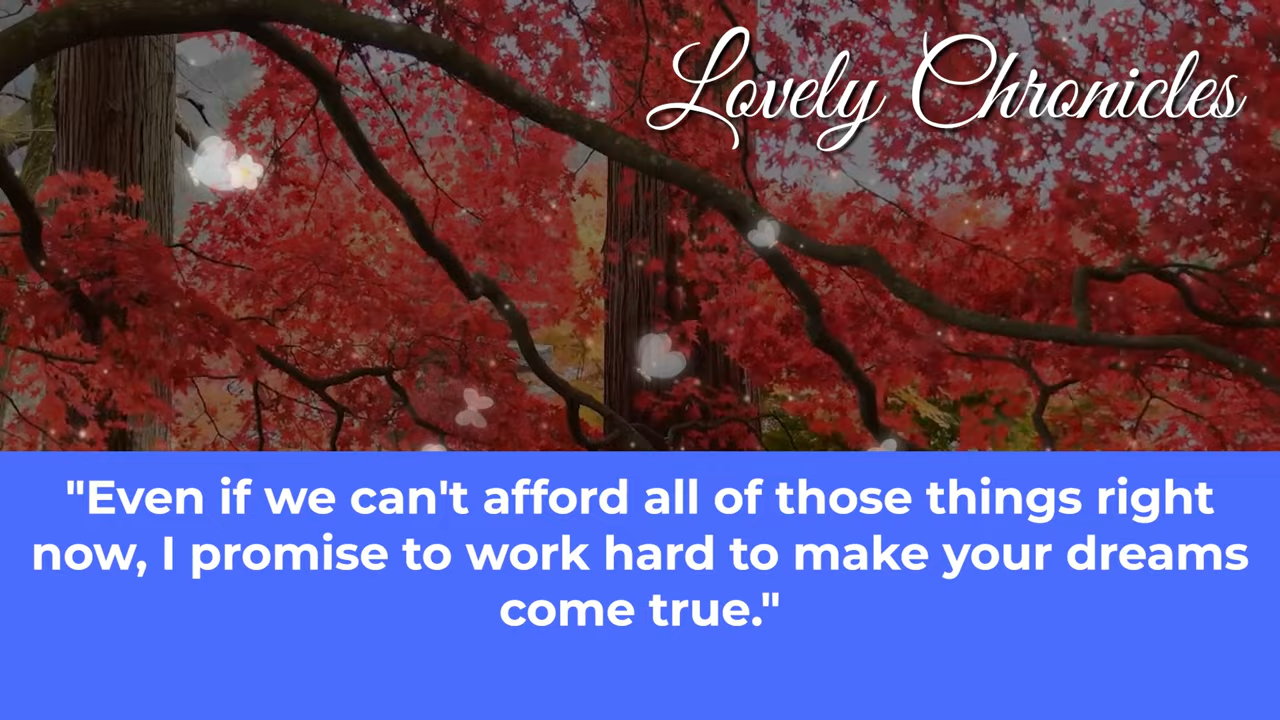 Lovely Chronicles
"Even if we can't afford all of those things right
now, I promise to work hard to make your dreams
come true."